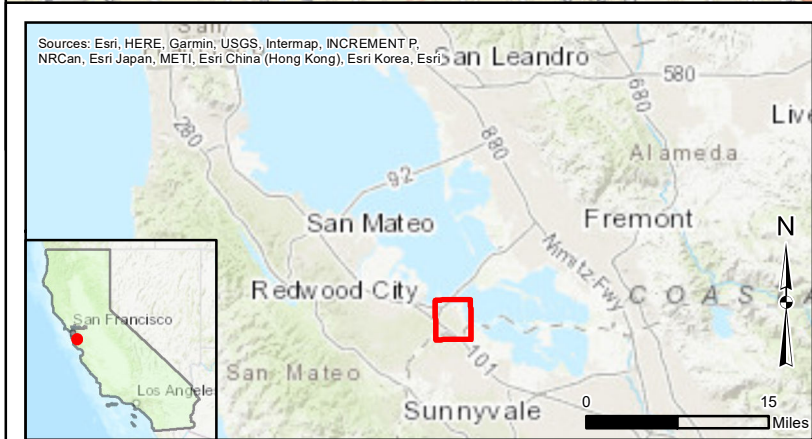 San
Sources: Esri, HERE, Garmin, USGS, Intermap, INCREMENT P,
NRCan, Esri Japan, METI, Esri China (Hong Kong), Esri Korea, Esri
San Leandro
580
680
Live
280
880
Alameda
92
San Mateo
Fremont
N
Nimitz Fwy
Redwood City
COAS
San Francisco
101
San Mateo
Los Angele
Sunnyvale
0
15
Miles